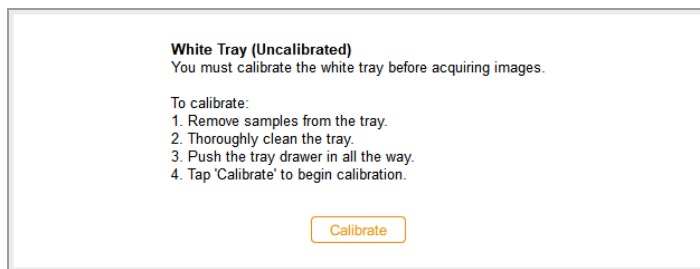 White Tray (Uncalibrated)
You must calibrate the white tray before acquiring images.
To calibrate:
1. Remove samples from the tray.
2. Thoroughly clean the tray.
3. Push the tray drawer in all the way.
4. Tap 'Calibrate' to begin calibration.
Calibrate